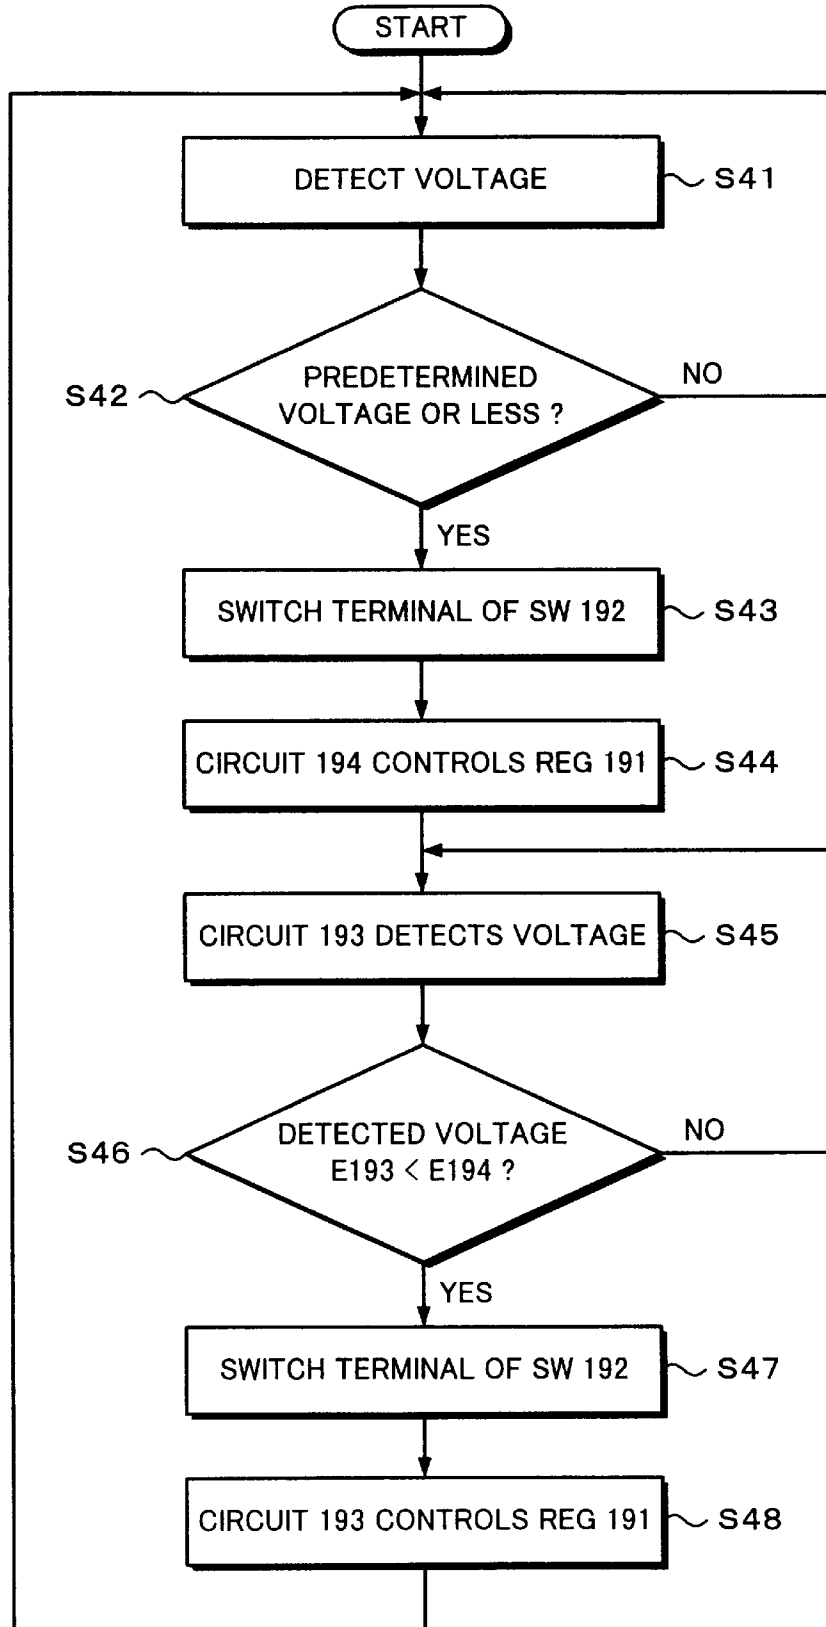 START
DETECT VOLTAGE
S41
S42
PREDETERMINED
VOLTAGE OR LESS ?
NO
YES
SWITCH TERMINAL OF SW 192
S43
CIRCUIT 194 CONTROLS REG 191
S44
CIRCUIT 193 DETECTS VOLTAGE
S45
S46
DETECTED VOLTAGE
E193 < E194 ?
NO
YES
SWITCH TERMINAL OF SW 192
S47
CIRCUIT 193 CONTROLS REG 191
S48